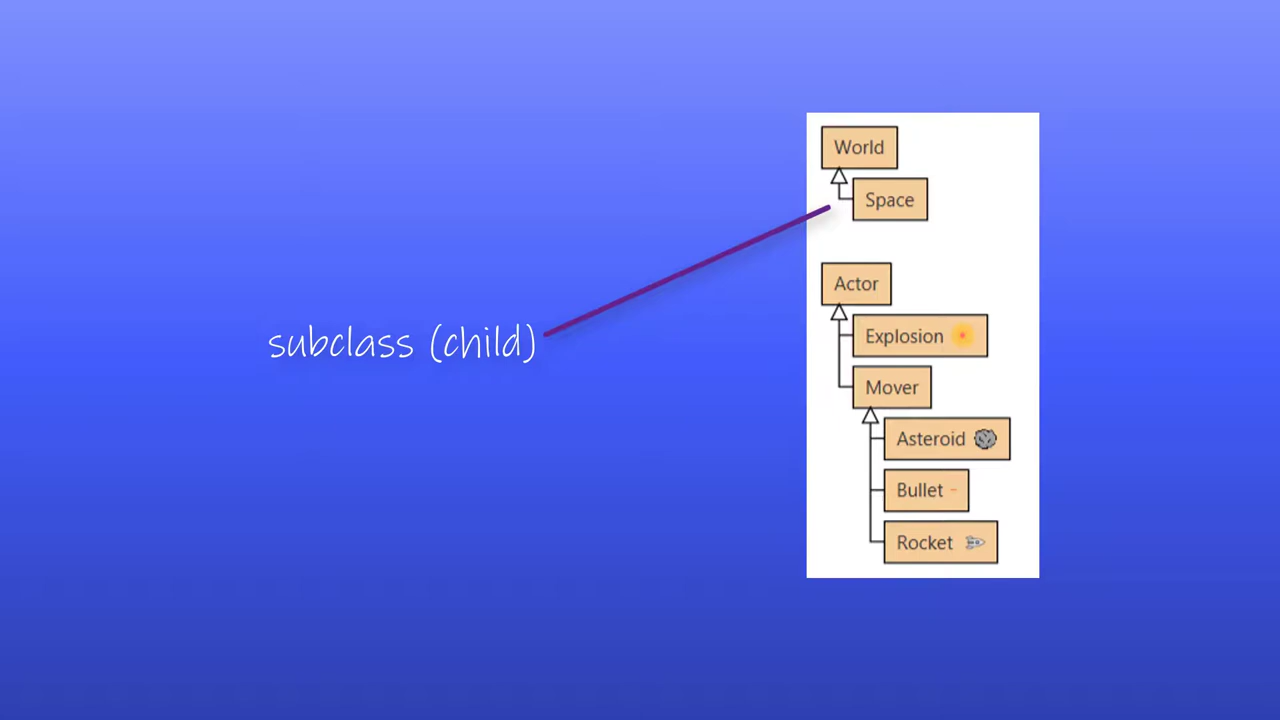 World
Space
subclass (child)
Actor
Explosion
Mover
Asteroid
Bullet
Rocket